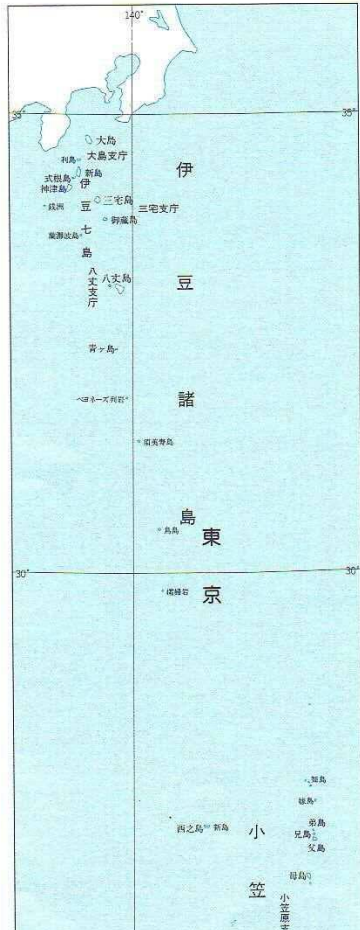 140°
35°
35°
大島
大島支庁
利島
新島
式根島
神津島
銭洲
伊豆七島
三宅島
三宅支庁
御蔵島
藺灘波島
八丈島
八丈支庁
青ヶ島
ベヨネーズ列岩
須美寿島
鳥島
伊豆諸島
30°
30°
東京
孀婦岩
聟島
嫁島
西之島
新島
弟島
兄島
父島
母島
小笠
小笠原支